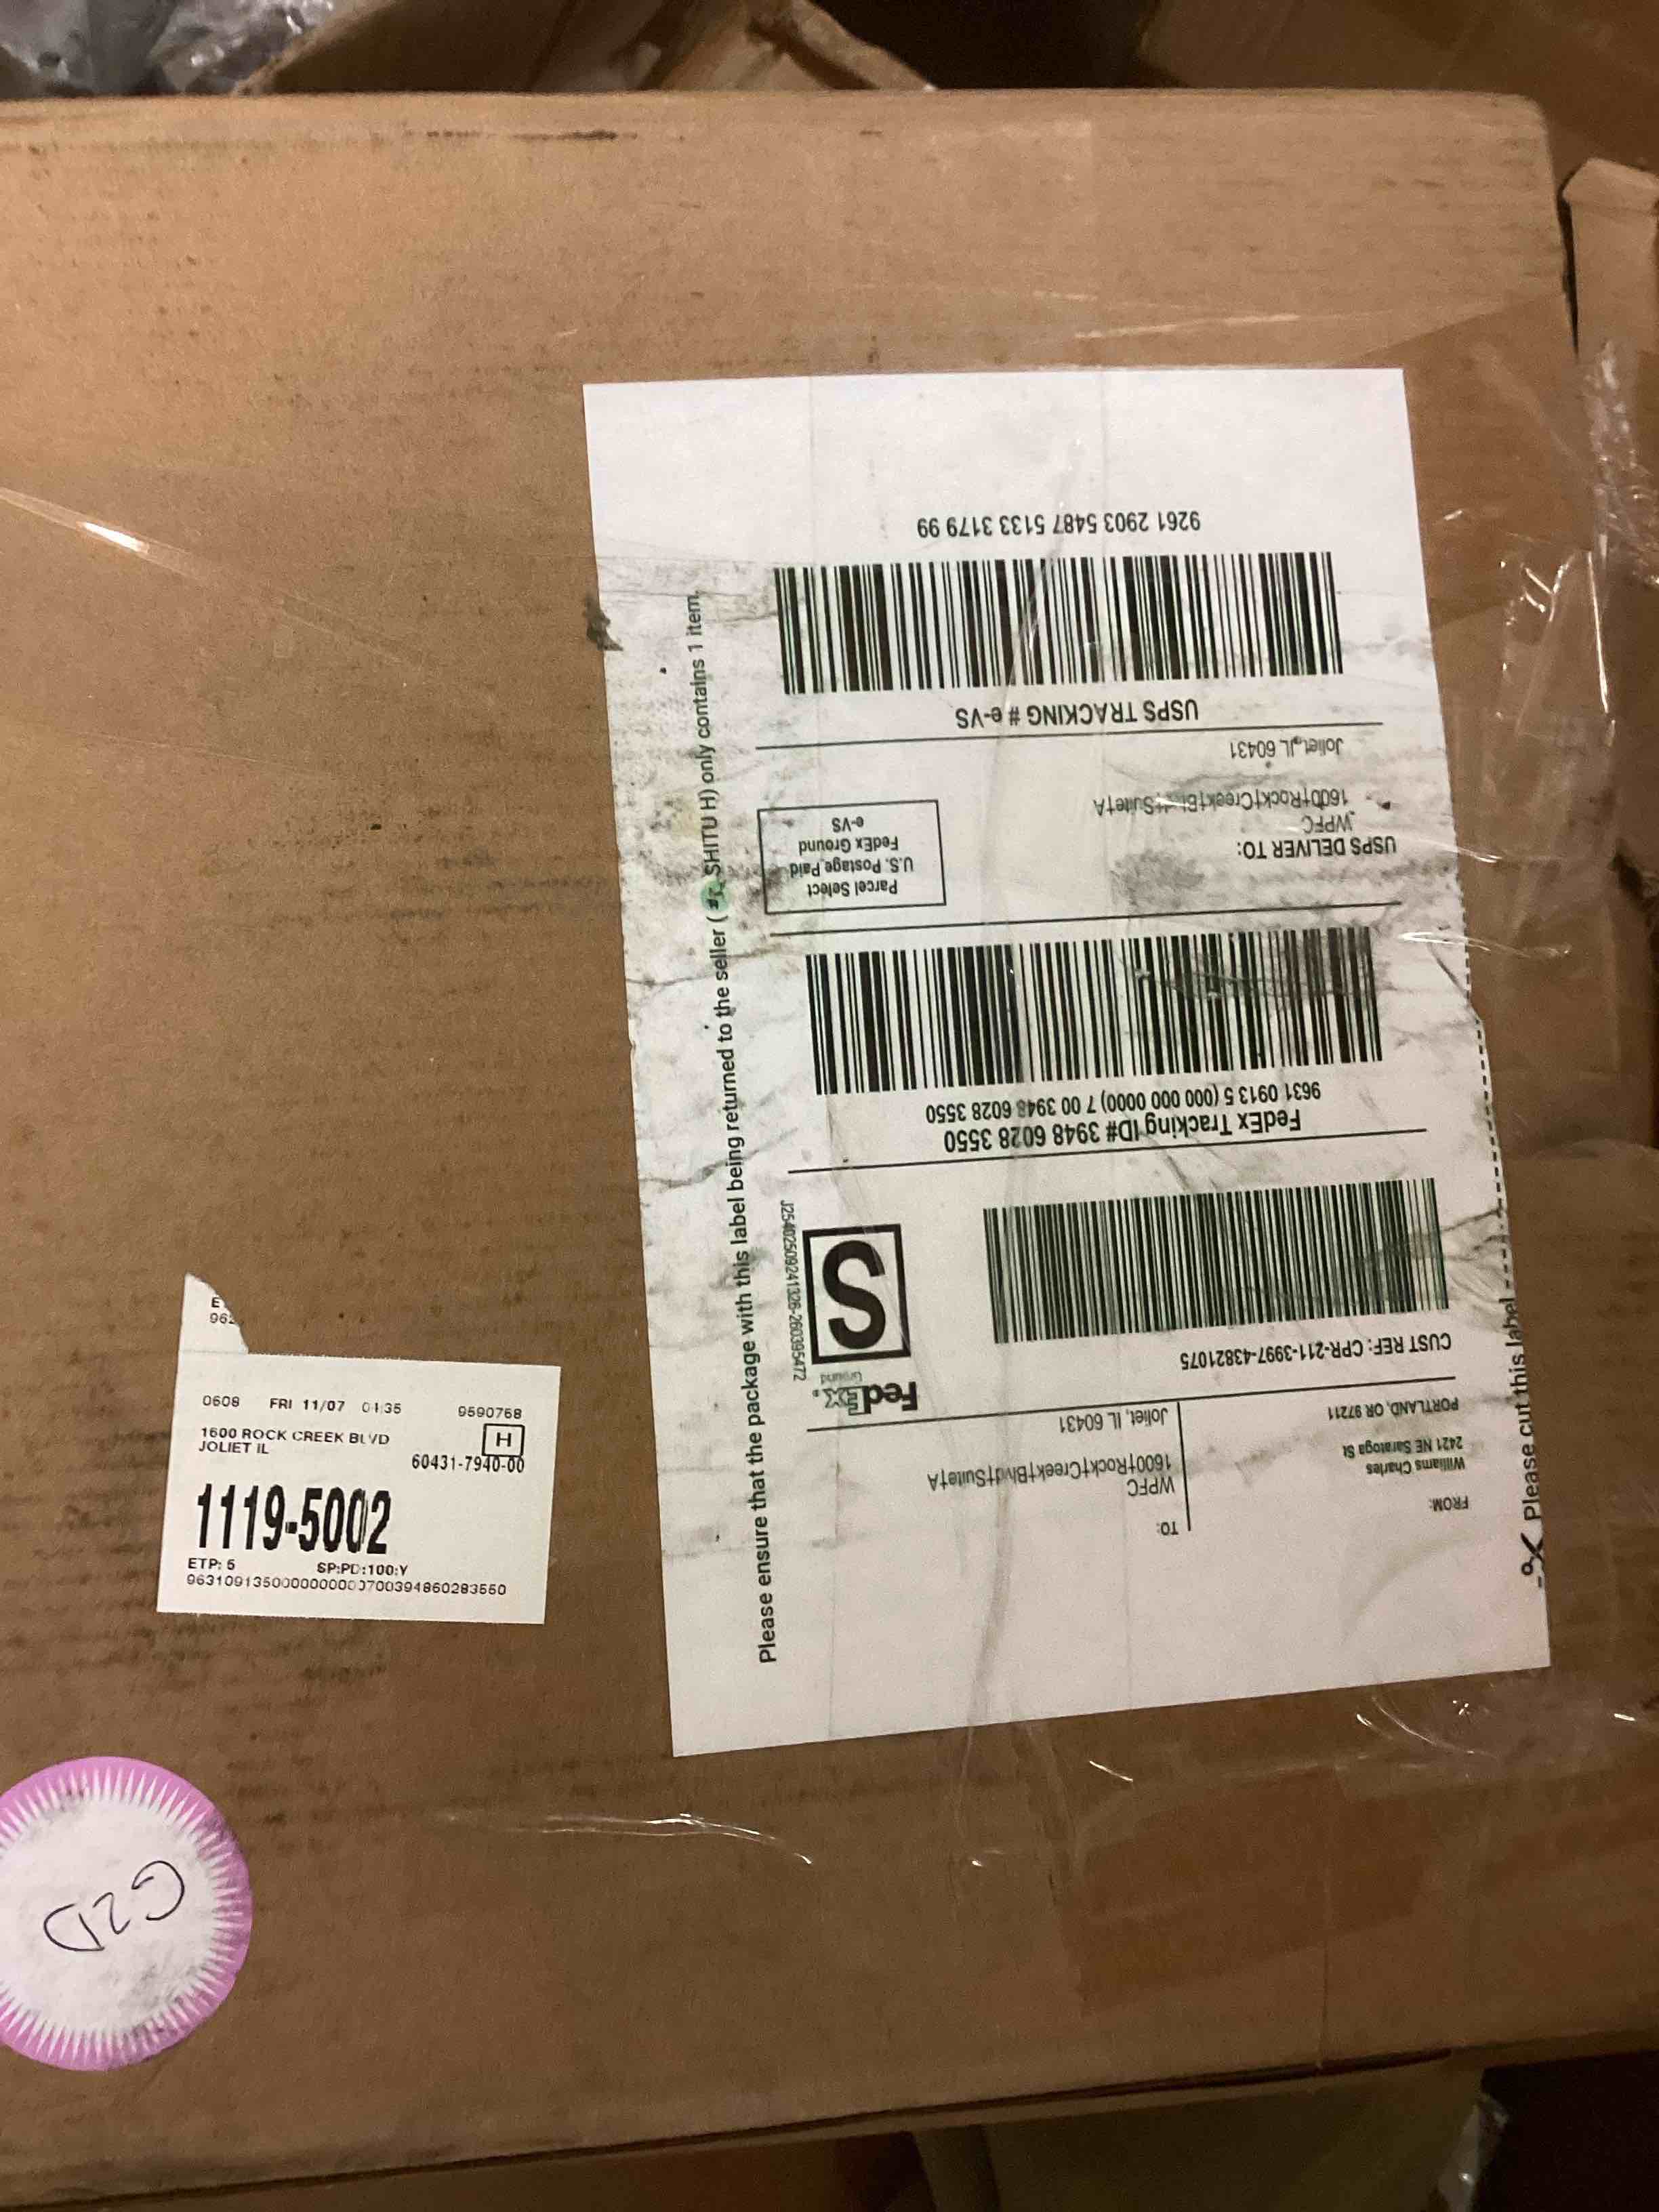 Please cut this label
FROM:
Williams Charles
2421 NE Saratoga St
PORTLAND, OR 97211
TO:
WPFC
1600†Rock†Creek†Blvd†Suite†A
Joliet, IL 60431
CUST REF: CPR-211-3997-43821075
FedEx®
Ground
S
J254025092411326-260395472
FedEx Tracking ID# 3948 6028 3550
9631 0913 5 (000 000 0000) 7 00 3948 6028 3550
USPS DELIVER TO:
WPFC
1600†Rock†Creek†Suite†A
Joliet, IL 60431
Parcel Select
U.S. Postage Paid
FedEx Ground
e-VS
USPS TRACKING # e-VS
9261 2903 5487 5133 3179 99
Please ensure that the package with this label being returned to the seller ( SHITU H) only contains 1 item.
0608 FRI 11/07 9590768
1600 ROCK CREEK BLVD
JOLIET IL
H
60431-7940-00
1119-5002
ETP: 5 SP:PD:100:Y
9631091350000000000700394860283550
G2D